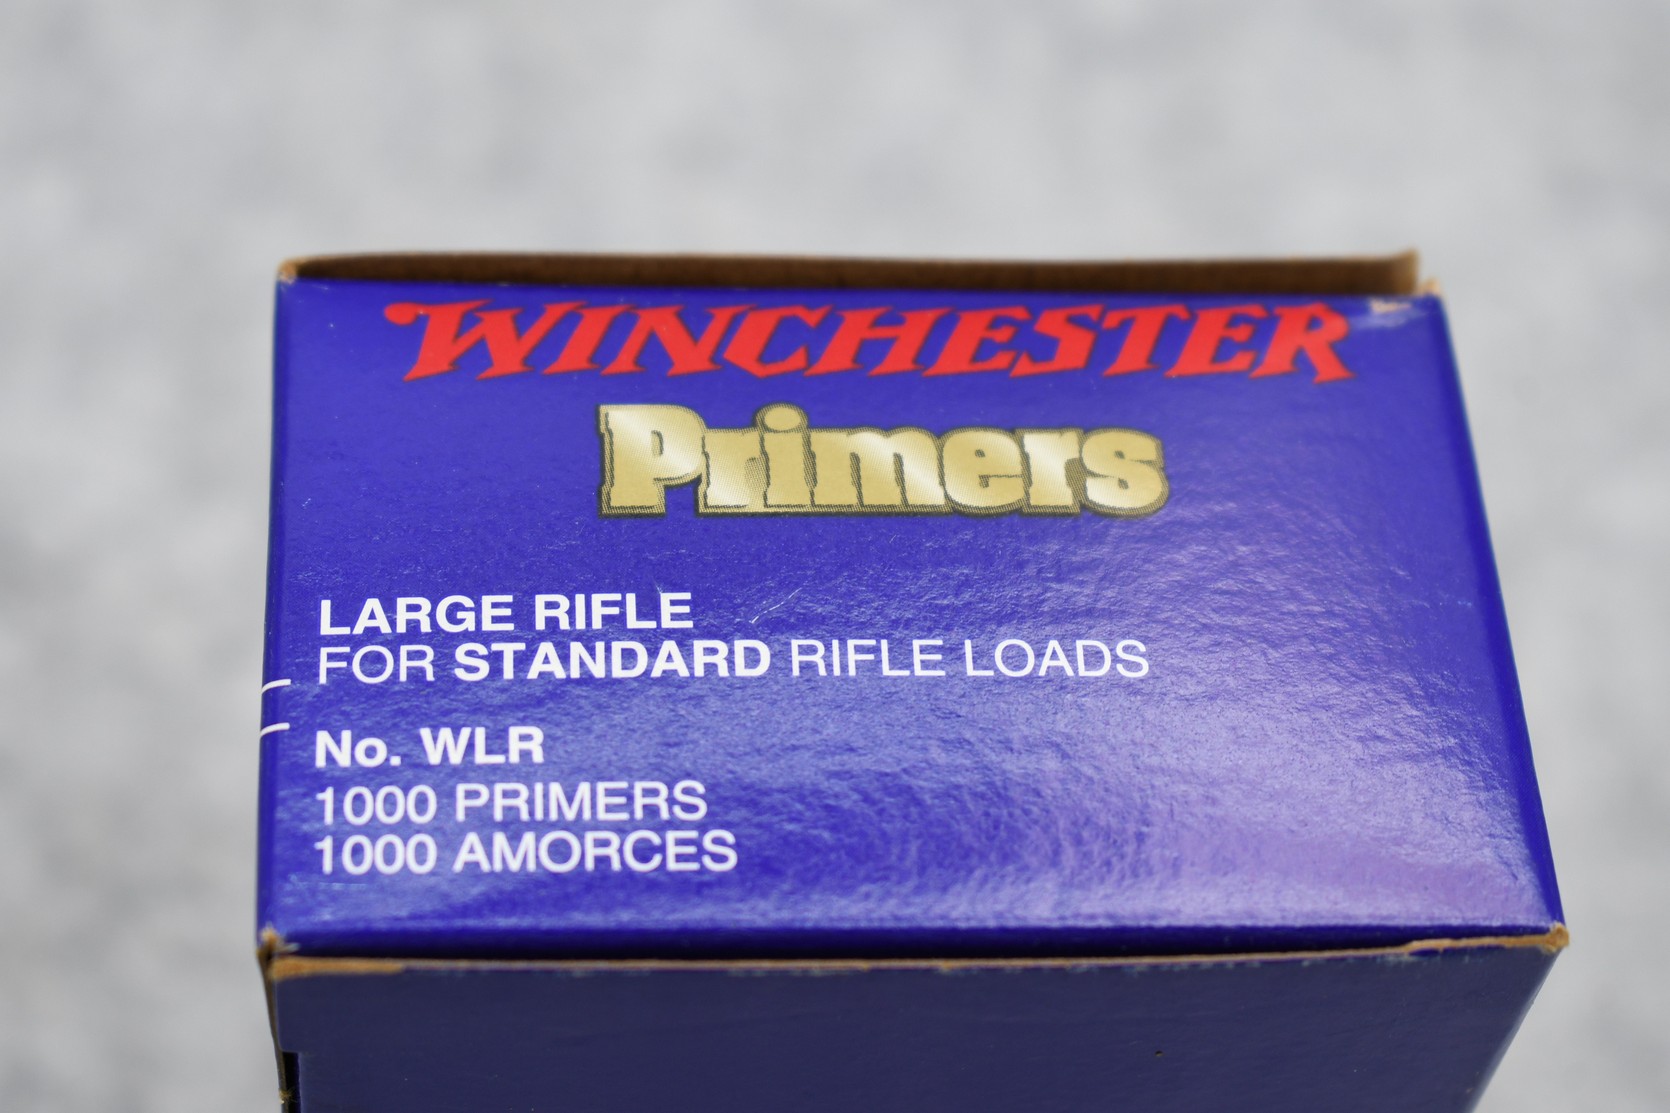 WINCHESTER
Primers
LARGE RIFLE
FOR STANDARD RIFLE LOADS
No. WLR
1000 PRIMERS
1000 AMORCES